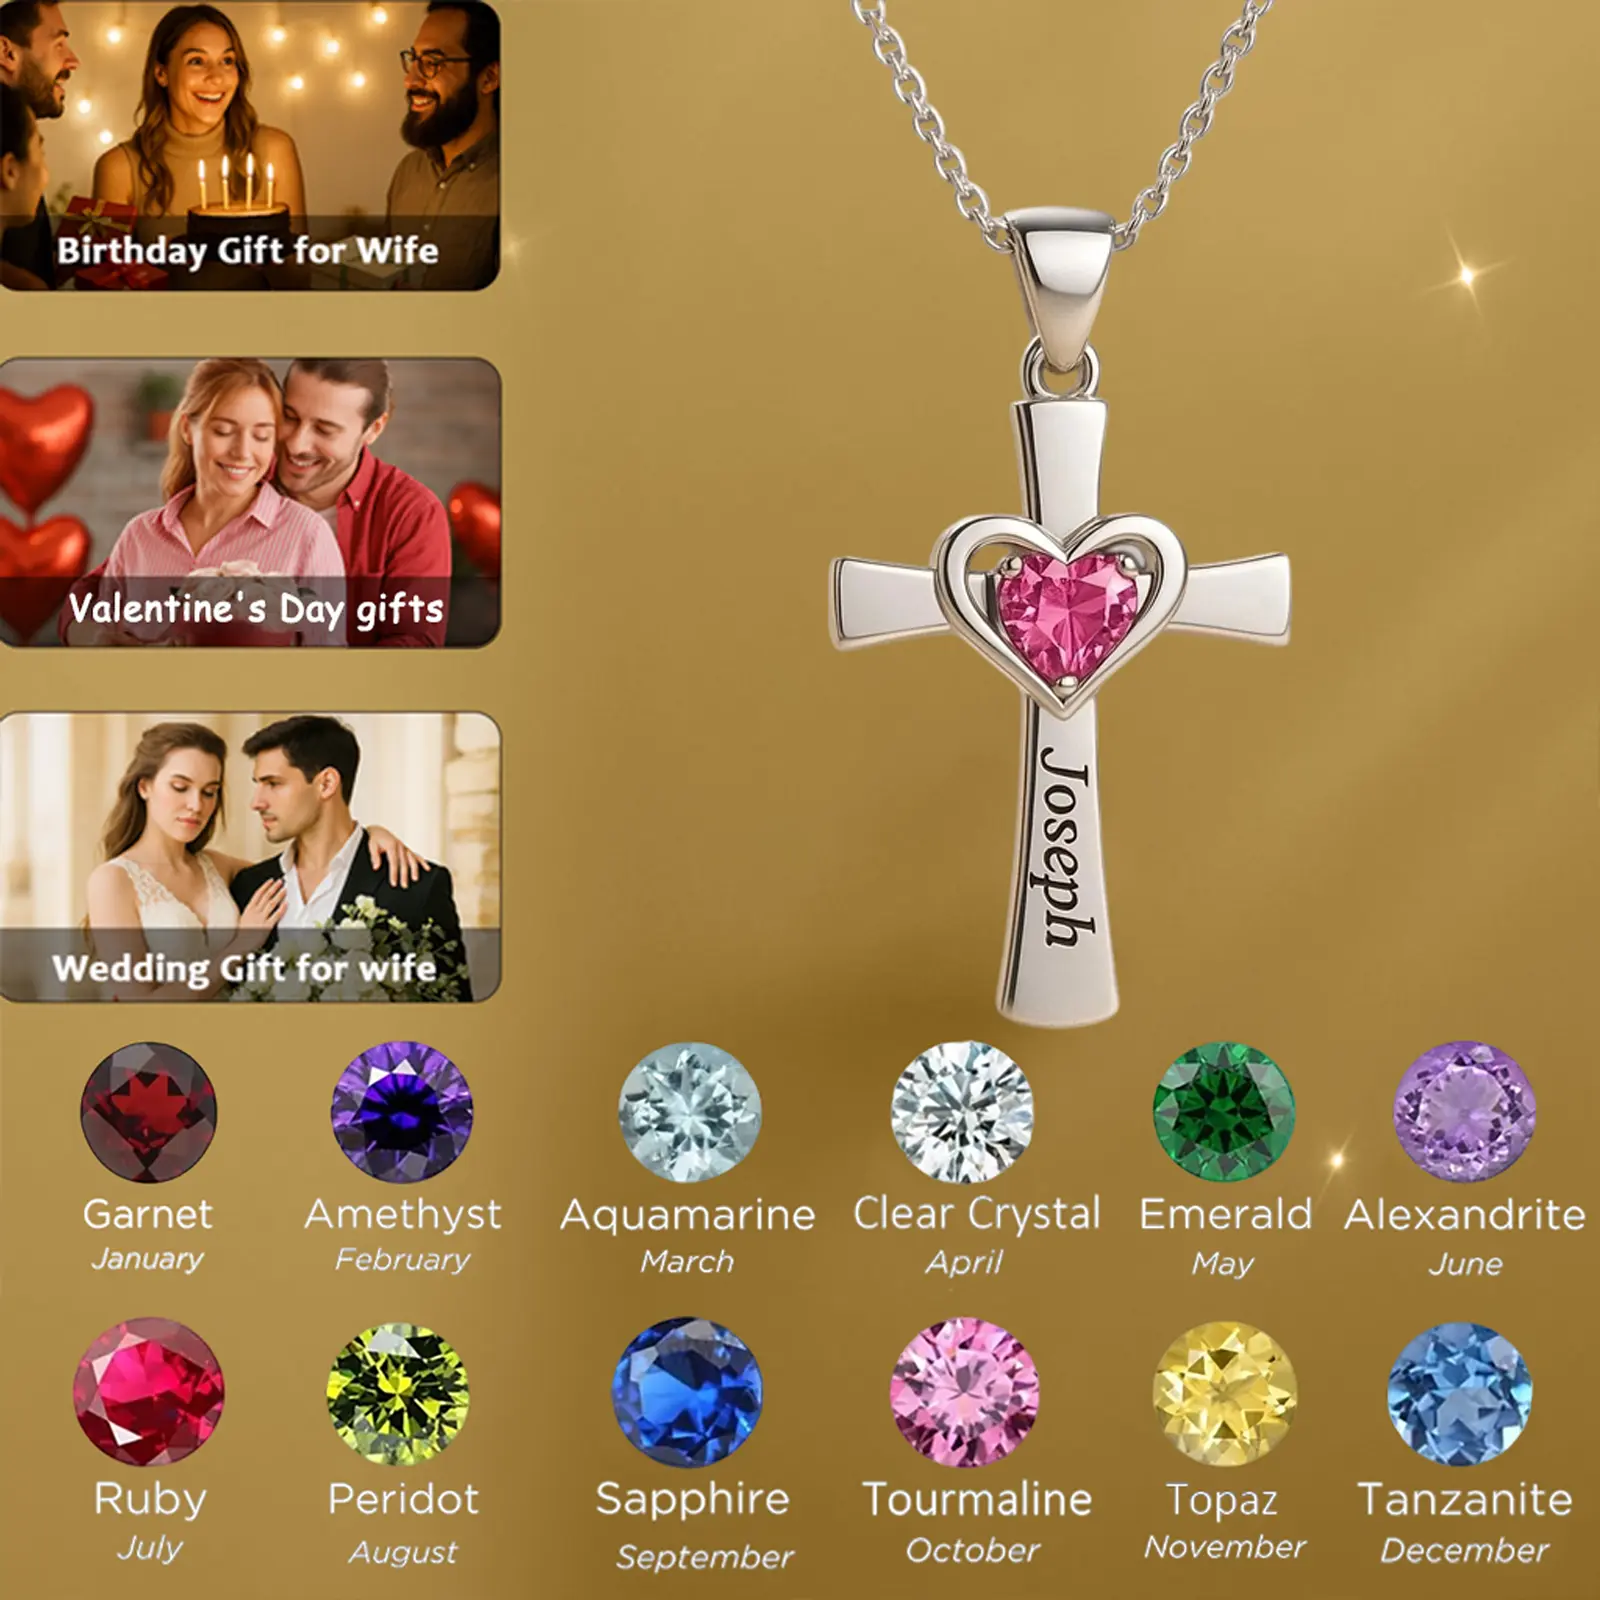 Birthday Gift for Wife
Valentine's Day gifts
Wedding Gift for wife
Joseph
Garnet
January
Amethyst
February
Aquamarine
March
Clear Crystal
April
Emerald
May
Alexandrite
June
Ruby
July
Peridot
August
Sapphire
September
Tourmaline
October
Topaz
November
Tanzanite
December